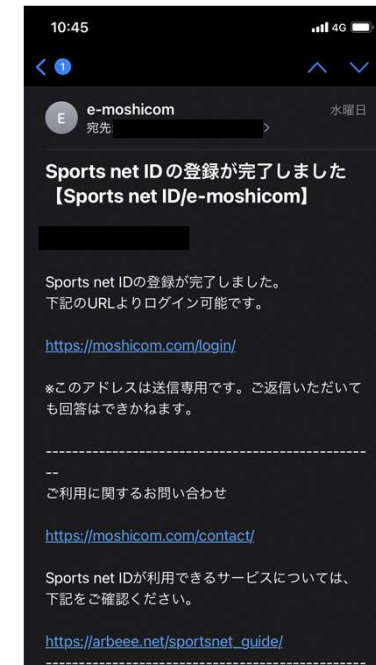 10:45
4G
1
E
e-moshicom
水曜日
宛先:
Sports net IDの登録が完了しました
【Sports net ID/e-moshicom】
Sports net IDの登録が完了しました。
下記のURLよりログイン可能です。
https://moshicom.com/login/
※このアドレスは送信専用です。ご返信いただいて
も回答はできかねます。
------------------------------------------------
--
ご利用に関するお問い合わせ
https://moshicom.com/contact/
Sports net IDが利用できるサービスについては、
下記をご確認ください。
https://arbeee.net/sportsnet_guide/
------------------------------------------------